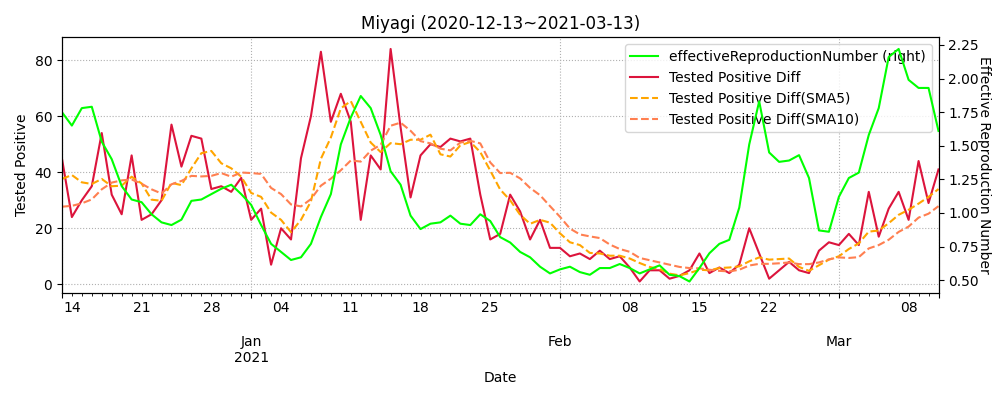 Miyagi (2020-12-13~2021-03-13)
effectiveReproductionNumber (right)
Tested Positive Diff
Tested Positive Diff(SMA5)
Tested Positive Diff(SMA10)
Tested Positive
80
60
40
20
0
2.25
2.00
1.75
1.50
1.25
1.00
0.75
0.50
Effective Reproduction Number
14 21 28 04 11 18 25 08 15 22 08
Jan Feb Mar
2021
Date